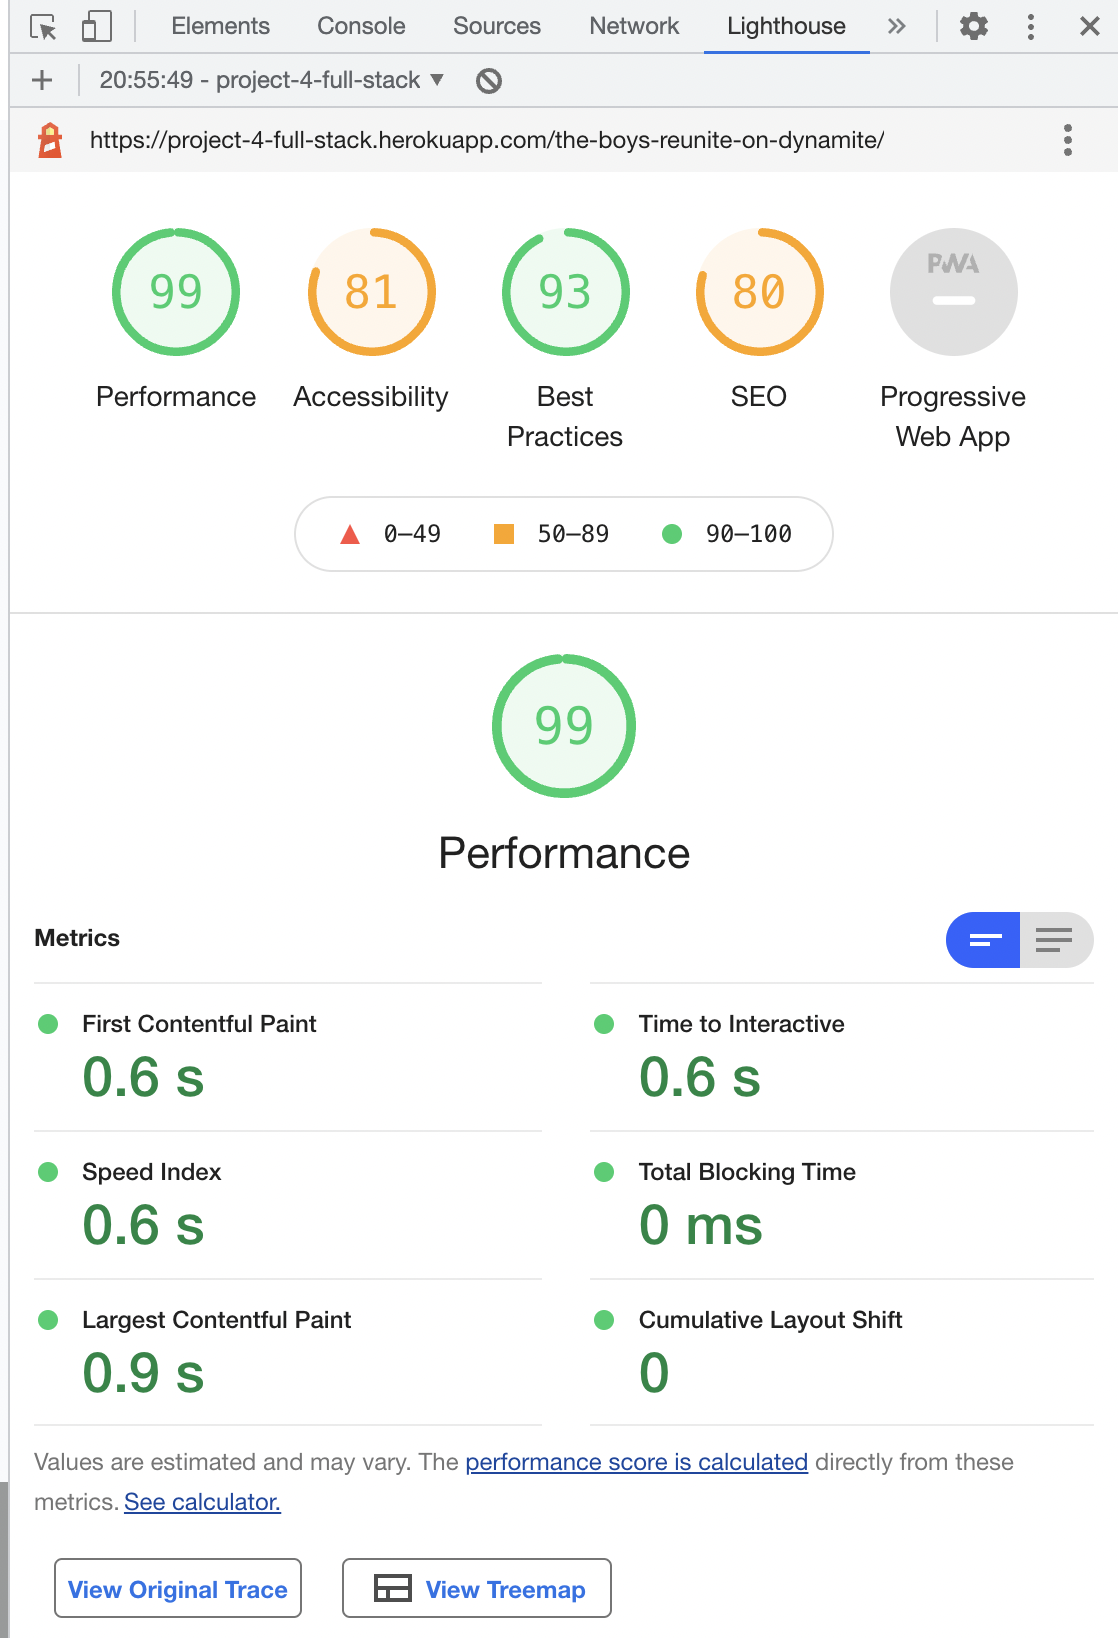 Elements Console Sources Network Lighthouse
20:55:49 - project-4-full-stack
https://project-4-full-stack.herokuapp.com/the-boys-reunite-on-dynamite/
99 81 93 80 PWA
Performance Accessibility Best Practices SEO Progressive Web App
0–49 50–89 90–100
99
Performance
Metrics
First Contentful Paint
0.6 s
Time to Interactive
0.6 s
Speed Index
0.6 s
Total Blocking Time
0 ms
Largest Contentful Paint
0.9 s
Cumulative Layout Shift
0
Values are estimated and may vary. The performance score is calculated directly from these
metrics. See calculator.
View Original Trace View Treemap